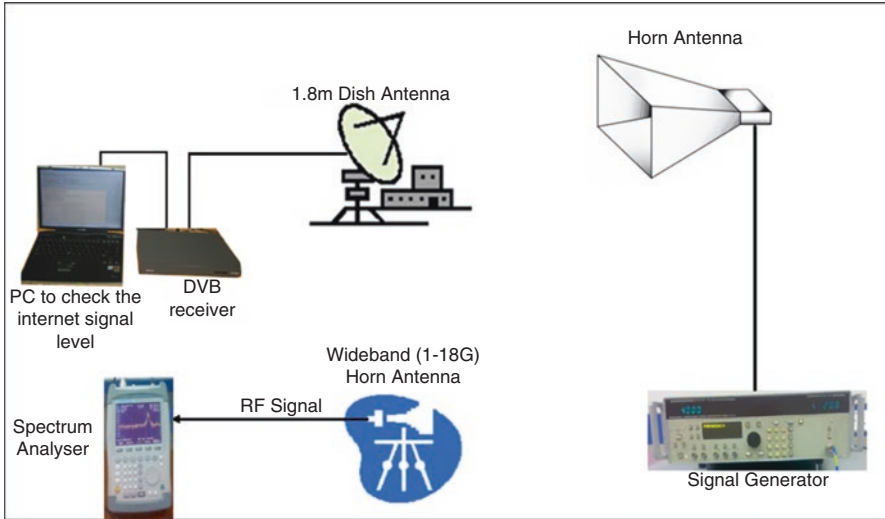 Horn Antenna
1.8m Dish Antenna
PC to check the
internet signal
level
DVB
receiver
Wideband (1-18G)
Horn Antenna
RF Signal
Spectrum
Analyser
Signal Generator